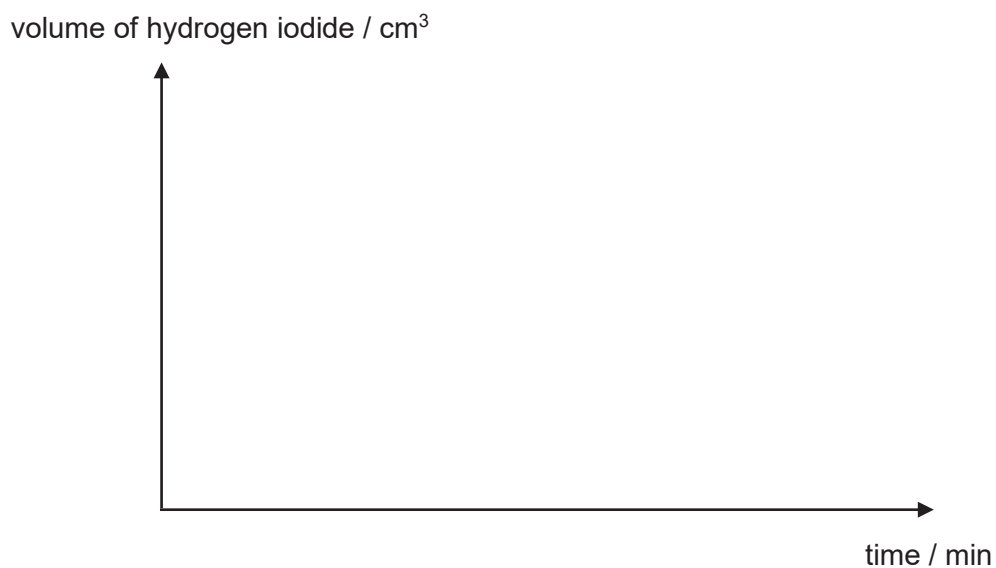 volume of hydrogen iodide / cm³
time / min